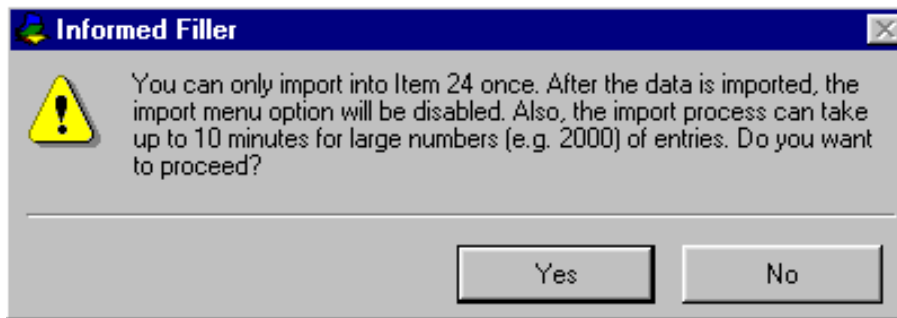 Informed Filler
You can only import into Item 24 once. After the data is imported, the
import menu option will be disabled. Also, the import process can take
up to 10 minutes for large numbers (e.g. 2000) of entries. Do you want
to proceed?
Yes
No